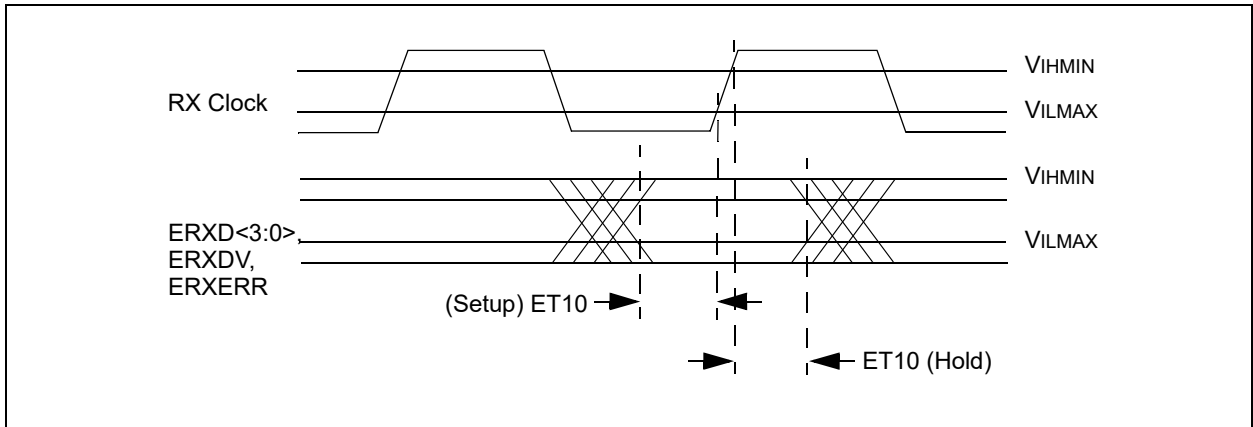 VIHMIN
RX Clock
VILMAX
VIHMIN
ERXD<3:0>,
ERXDV,
ERXERR
VILMAX
(Setup) ET10
ET10 (Hold)